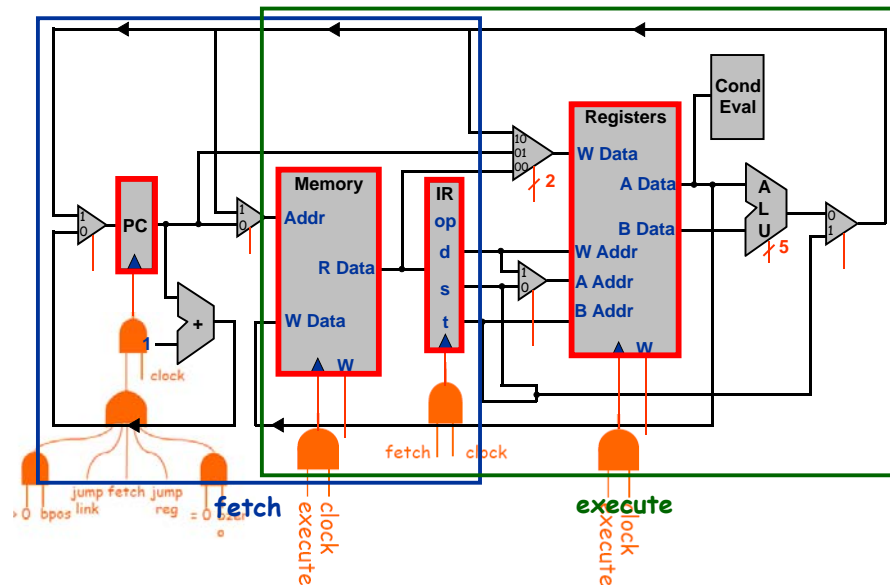 Cond
Eval
Registers
10
01
00
W Data
2
A Data
A
L
U
5
0
1
B Data
Memory
IR
op
1
0
PC
1
0
Addr
W Addr
d
R Data
1
0
A Addr
s
B Addr
W Data
t
+
1
W
W
clock
fetch
clock
> 0
bpos
jump
link
fetch
jump
reg
= 0
fetch
execute
clock
execute
execute
clock